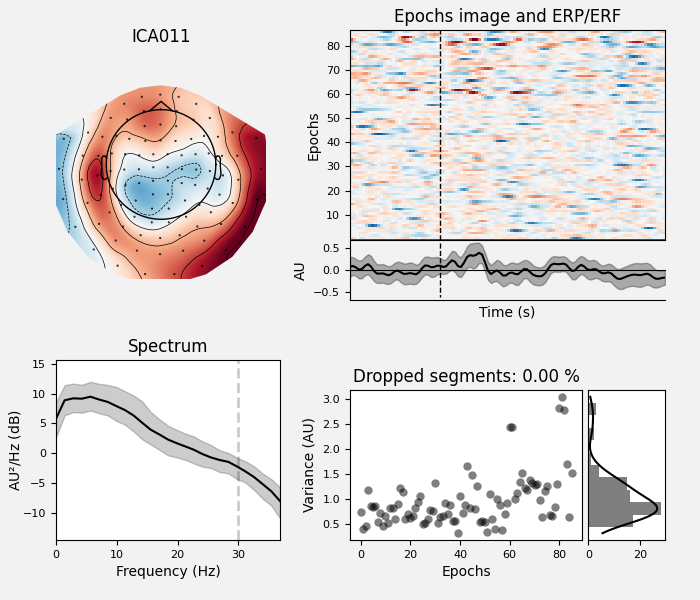 ICA011
Epochs image and ERP/ERF
Epochs
80
70
60
50
40
30
20
10
AU
0.5
0.0
−0.5
Time (s)
Spectrum
AU²/Hz (dB)
15
10
5
0
−5
−10
0 10 20 30
Frequency (Hz)
Dropped segments: 0.00 %
Variance (AU)
3.0
2.5
2.0
1.5
1.0
0.5
0 20 40 60 80
Epochs
0 20